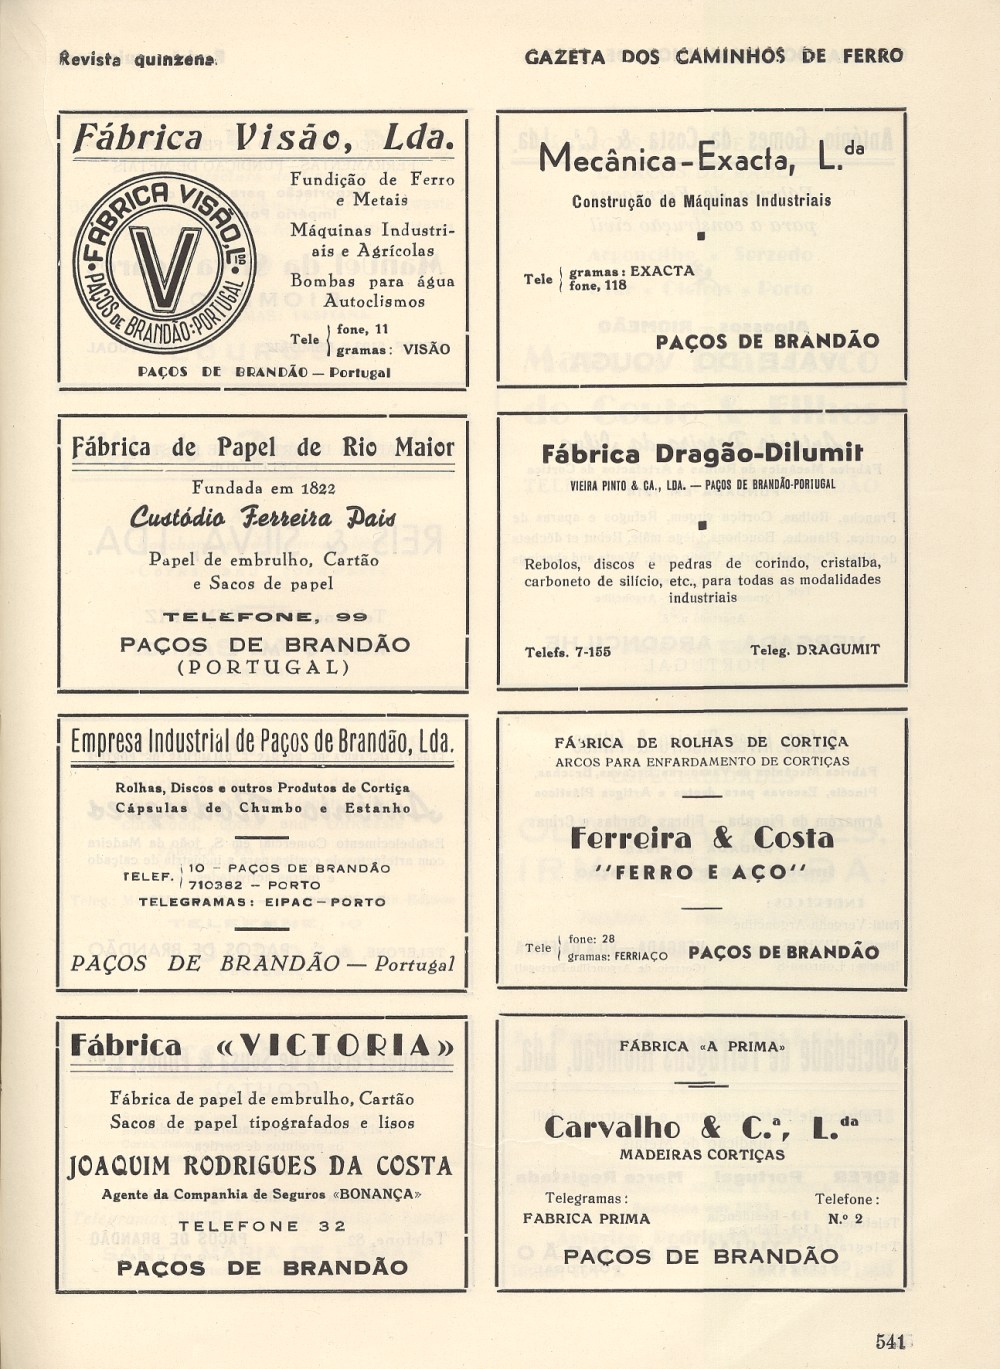 Revista quinzena
GAZETA DOS CAMINHOS DE FERRO
Fábrica Visão, Lda.
FÁBRICA VISÃO, Lda
PAÇOS DE BRANDÃO-PORTUGAL
V
Fundição de Ferro
e Metais
Máquinas Industri-
ais e Agrícolas
Bombas para água
Autoclismos
Tele { fone, 11
gramas: VISÃO
PAÇOS DE BRANDÃO — Portugal
Mecânica-Exacta, L.da
Construção de Máquinas Industriais
Tele { gramas: EXACTA
fone, 118
PAÇOS DE BRANDÃO
Fábrica de Papel de Rio Maior
Fundada em 1822
Custódio Ferreira Pais
Papel de embrulho, Cartão
e Sacos de papel
TELEFONE, 99
PAÇOS DE BRANDÃO
(PORTUGAL)
Fábrica Dragão-Dilumit
VIEIRA PINTO & CA., LDA. — PAÇOS DE BRANDÃO-PORTUGAL
Rebolos, discos e pedras de corindo, cristalba,
carboneto de silício, etc., para todas as modalidades
industriais
Telefs. 7-155
Teleg. DRAGUMIT
Empresa Industrial de Paços de Brandão, Lda.
Rolhas, Discos e outros Produtos de Cortiça
Cápsulas de Chumbo e Estanho
TELEF. { 10 — PAÇOS DE BRANDÃO
710382 — PORTO
TELEGRAMAS: EIPAC — PORTO
PAÇOS DE BRANDÃO — Portugal
FÁBRICA DE ROLHAS DE CORTIÇA
ARCOS PARA ENFARDAMENTO DE CORTIÇAS
Ferreira & Costa
"FERRO E AÇO"
Tele { fone: 28
gramas: FERRIAÇO
PAÇOS DE BRANDÃO
Fábrica «VICTORIA»
Fábrica de papel de embrulho, Cartão
Sacos de papel tipografados e lisos
JOAQUIM RODRIGUES DA COSTA
Agente da Companhia de Seguros «BONANÇA»
TELEFONE 32
PAÇOS DE BRANDÃO
FÁBRICA «A PRIMA»
Carvalho & C.ª, L.da
MADEIRAS CORTIÇAS
Telegramas:
FABRICA PRIMA
Telefone:
N.º 2
PAÇOS DE BRANDÃO
541